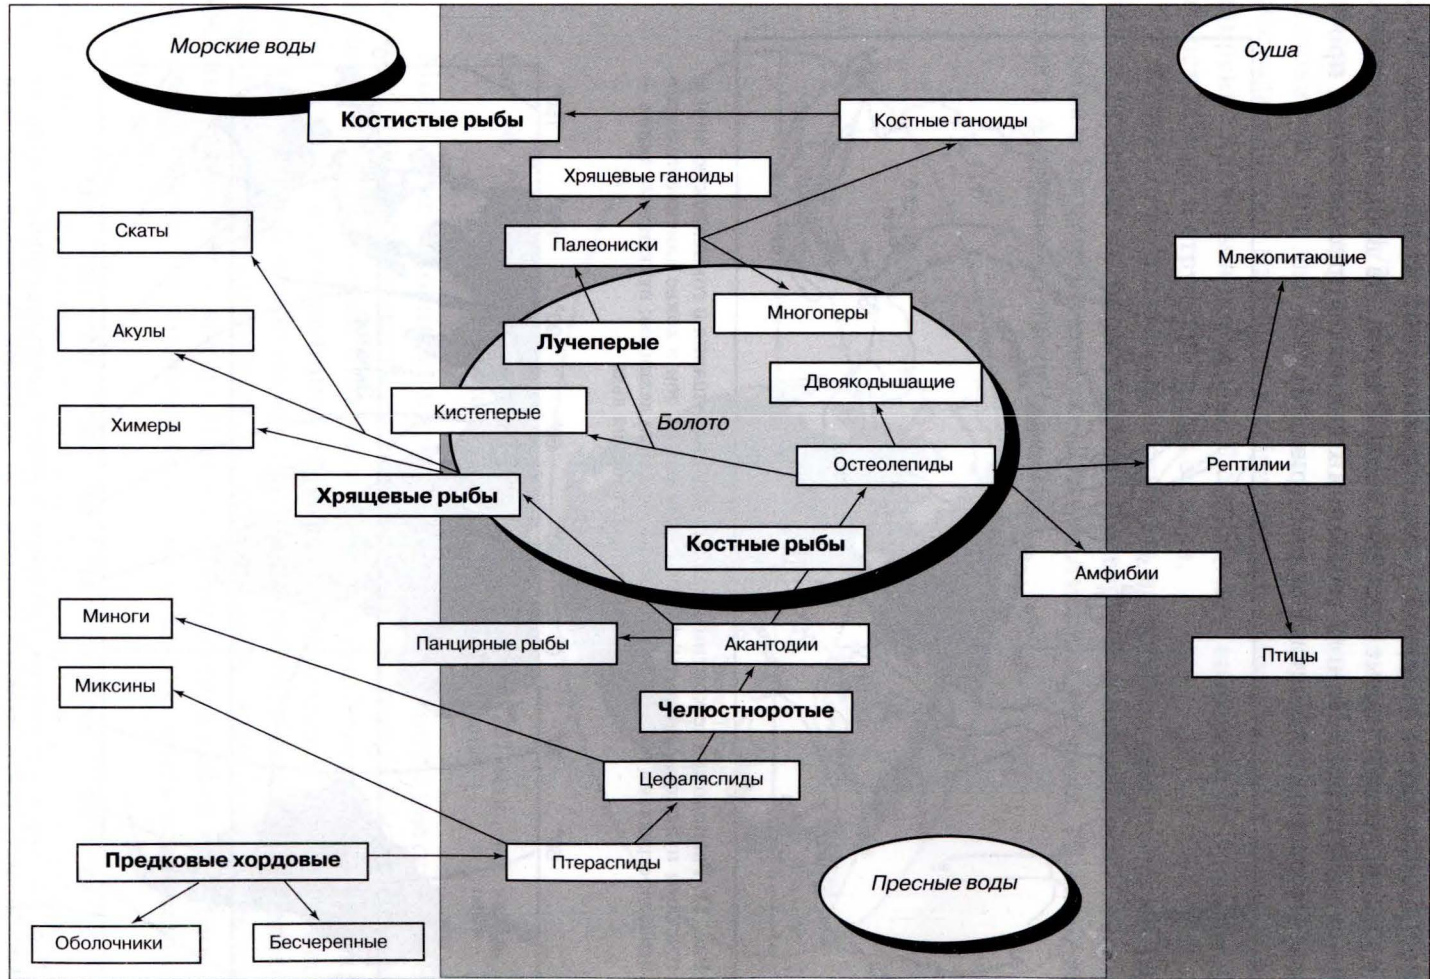 Морские воды
Суша
Костистые рыбы
Костные ганоиды
Хрящевые ганоиды
Скаты
Палеониски
Млекопитающие
Многоперы
Акулы
Лучеперые
Двоякодышащие
Кистеперые
Химеры
Болото
Остеолепиды
Рептилии
Хрящевые рыбы
Костные рыбы
Амфибии
Миноги
Панцирные рыбы
Акантодии
Птицы
Миксины
Челюстноротые
Цефаляспиды
Предковые хордовые
Птераспиды
Пресные воды
Оболочники
Бесчерепные